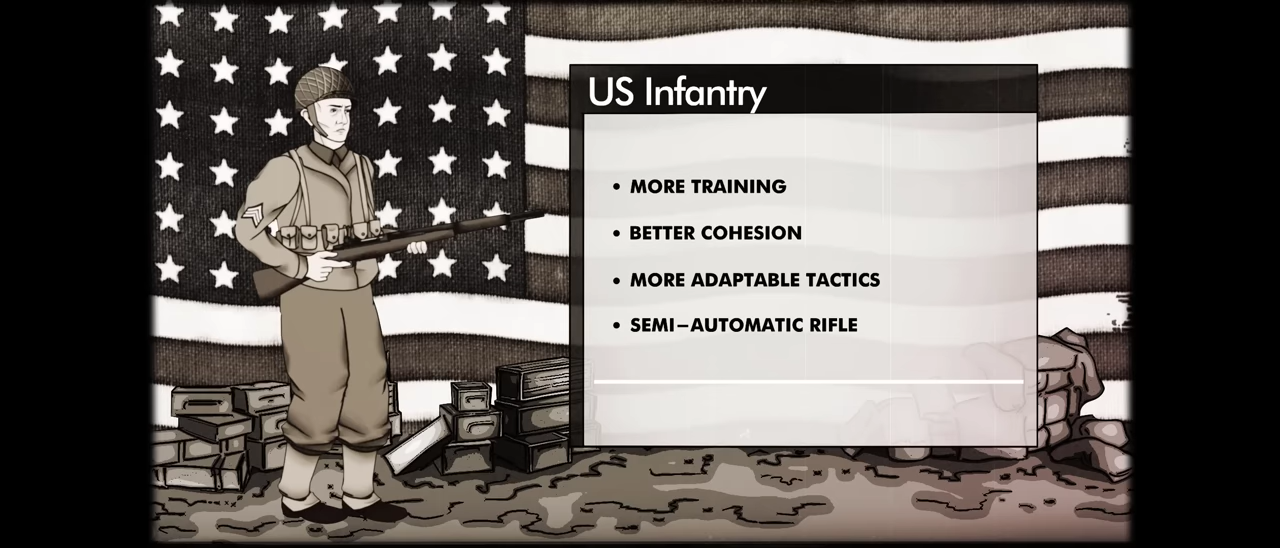 US Infantry
• MORE TRAINING
• BETTER COHESION
• MORE ADAPTABLE TACTICS
• SEMI–AUTOMATIC RIFLE